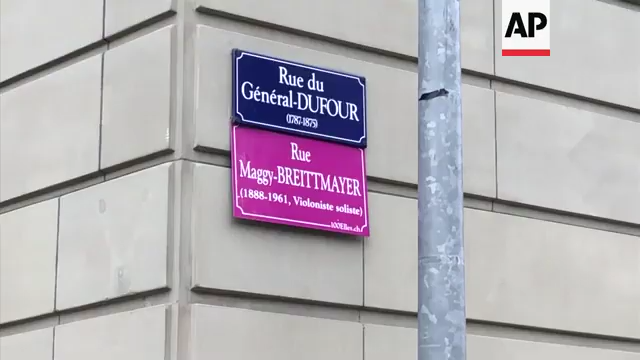 AP
Rue du
Général-DUFOUR
(1787-1875)
Rue
Maggy-BREITTMAYER
(1888-1961, Violoniste soliste)
100Elles.ch